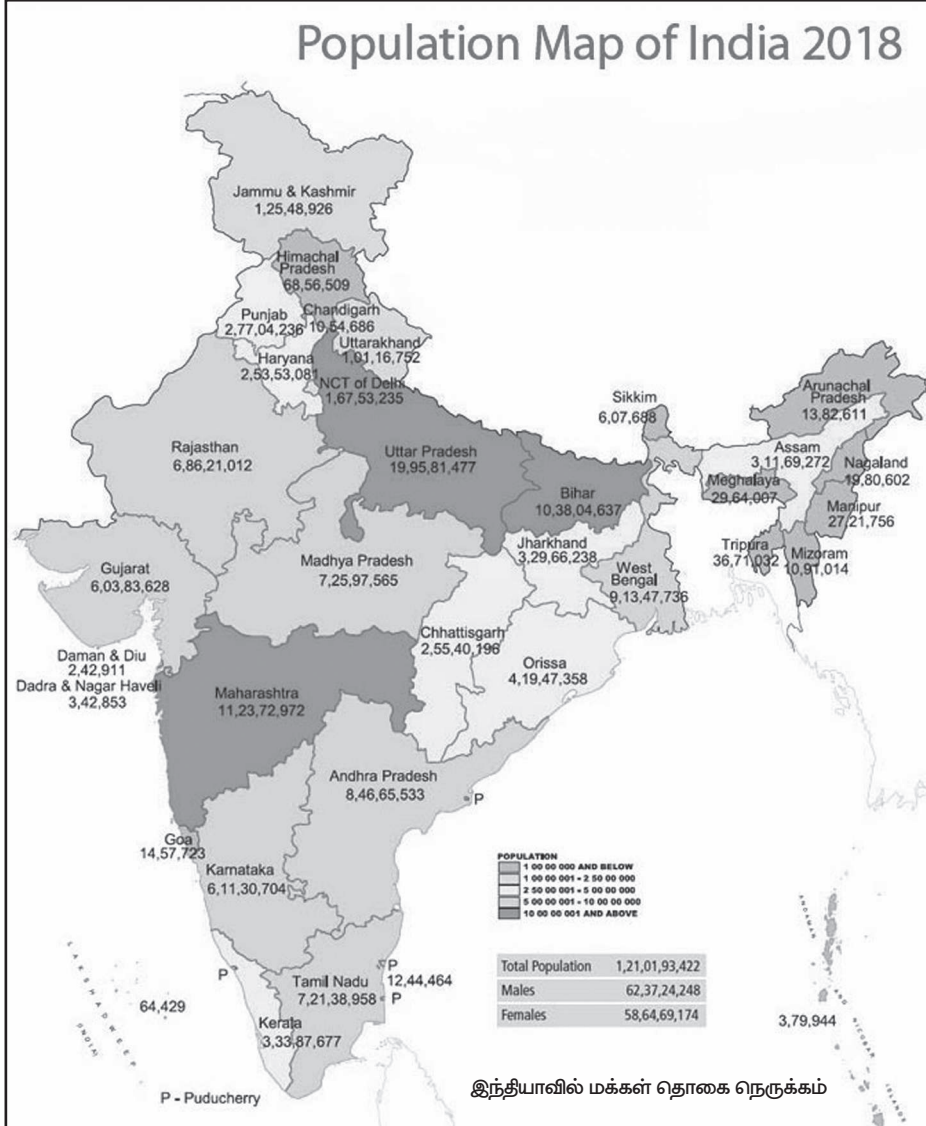 Population Map of India 2018
Jammu & Kashmir
1,25,48,926
Himachal
Pradesh
68,56,509
Punjab
2,77,04,236
Chandigarh
10,54,686
Uttarakhand
1,01,16,752
Haryana
2,53,53,081
NCT of Delhi
1,67,53,235
Rajasthan
6,86,21,012
Uttar Pradesh
19,95,81,477
Bihar
10,38,04,637
Sikkim
6,07,688
Arunachal
Pradesh
13,82,611
Assam
3,11,69,272
Nagaland
19,80,602
Meghalaya
29,64,007
Manipur
27,21,756
Tripura
36,71,032
Mizoram
10,91,014
Gujarat
6,03,83,628
Madhya Pradesh
7,25,97,565
Jharkhand
3,29,66,238
West
Bengal
9,13,47,736
Daman & Diu
2,42,911
Dadra & Nagar Haveli
3,42,853
Chhattisgarh
2,55,40,196
Orissa
4,19,47,358
Maharashtra
11,23,72,972
Andhra Pradesh
8,46,65,533
P
Goa
14,57,723
Karnataka
6,11,30,704
POPULATION
1 00 00 000 AND BELOW
1 00 00 001 - 2 50 00 000
2 50 00 001 - 5 00 00 000
5 00 00 001 - 10 00 00 000
10 00 00 001 AND ABOVE
Total Population 1,21,01,93,422
Males 62,37,24,248
Females 58,64,69,174
P
P
12,44,464
Tamil Nadu
7,21,38,958
P
Kerala
3,33,87,677
LAKSHADWEEP
(INDIA)
64,429
ANDAMAN
AND NICOBAR
ISLANDS
3,79,944
P - Puducherry
இந்தியாவில் மக்கள் தொகை நெருக்கம்